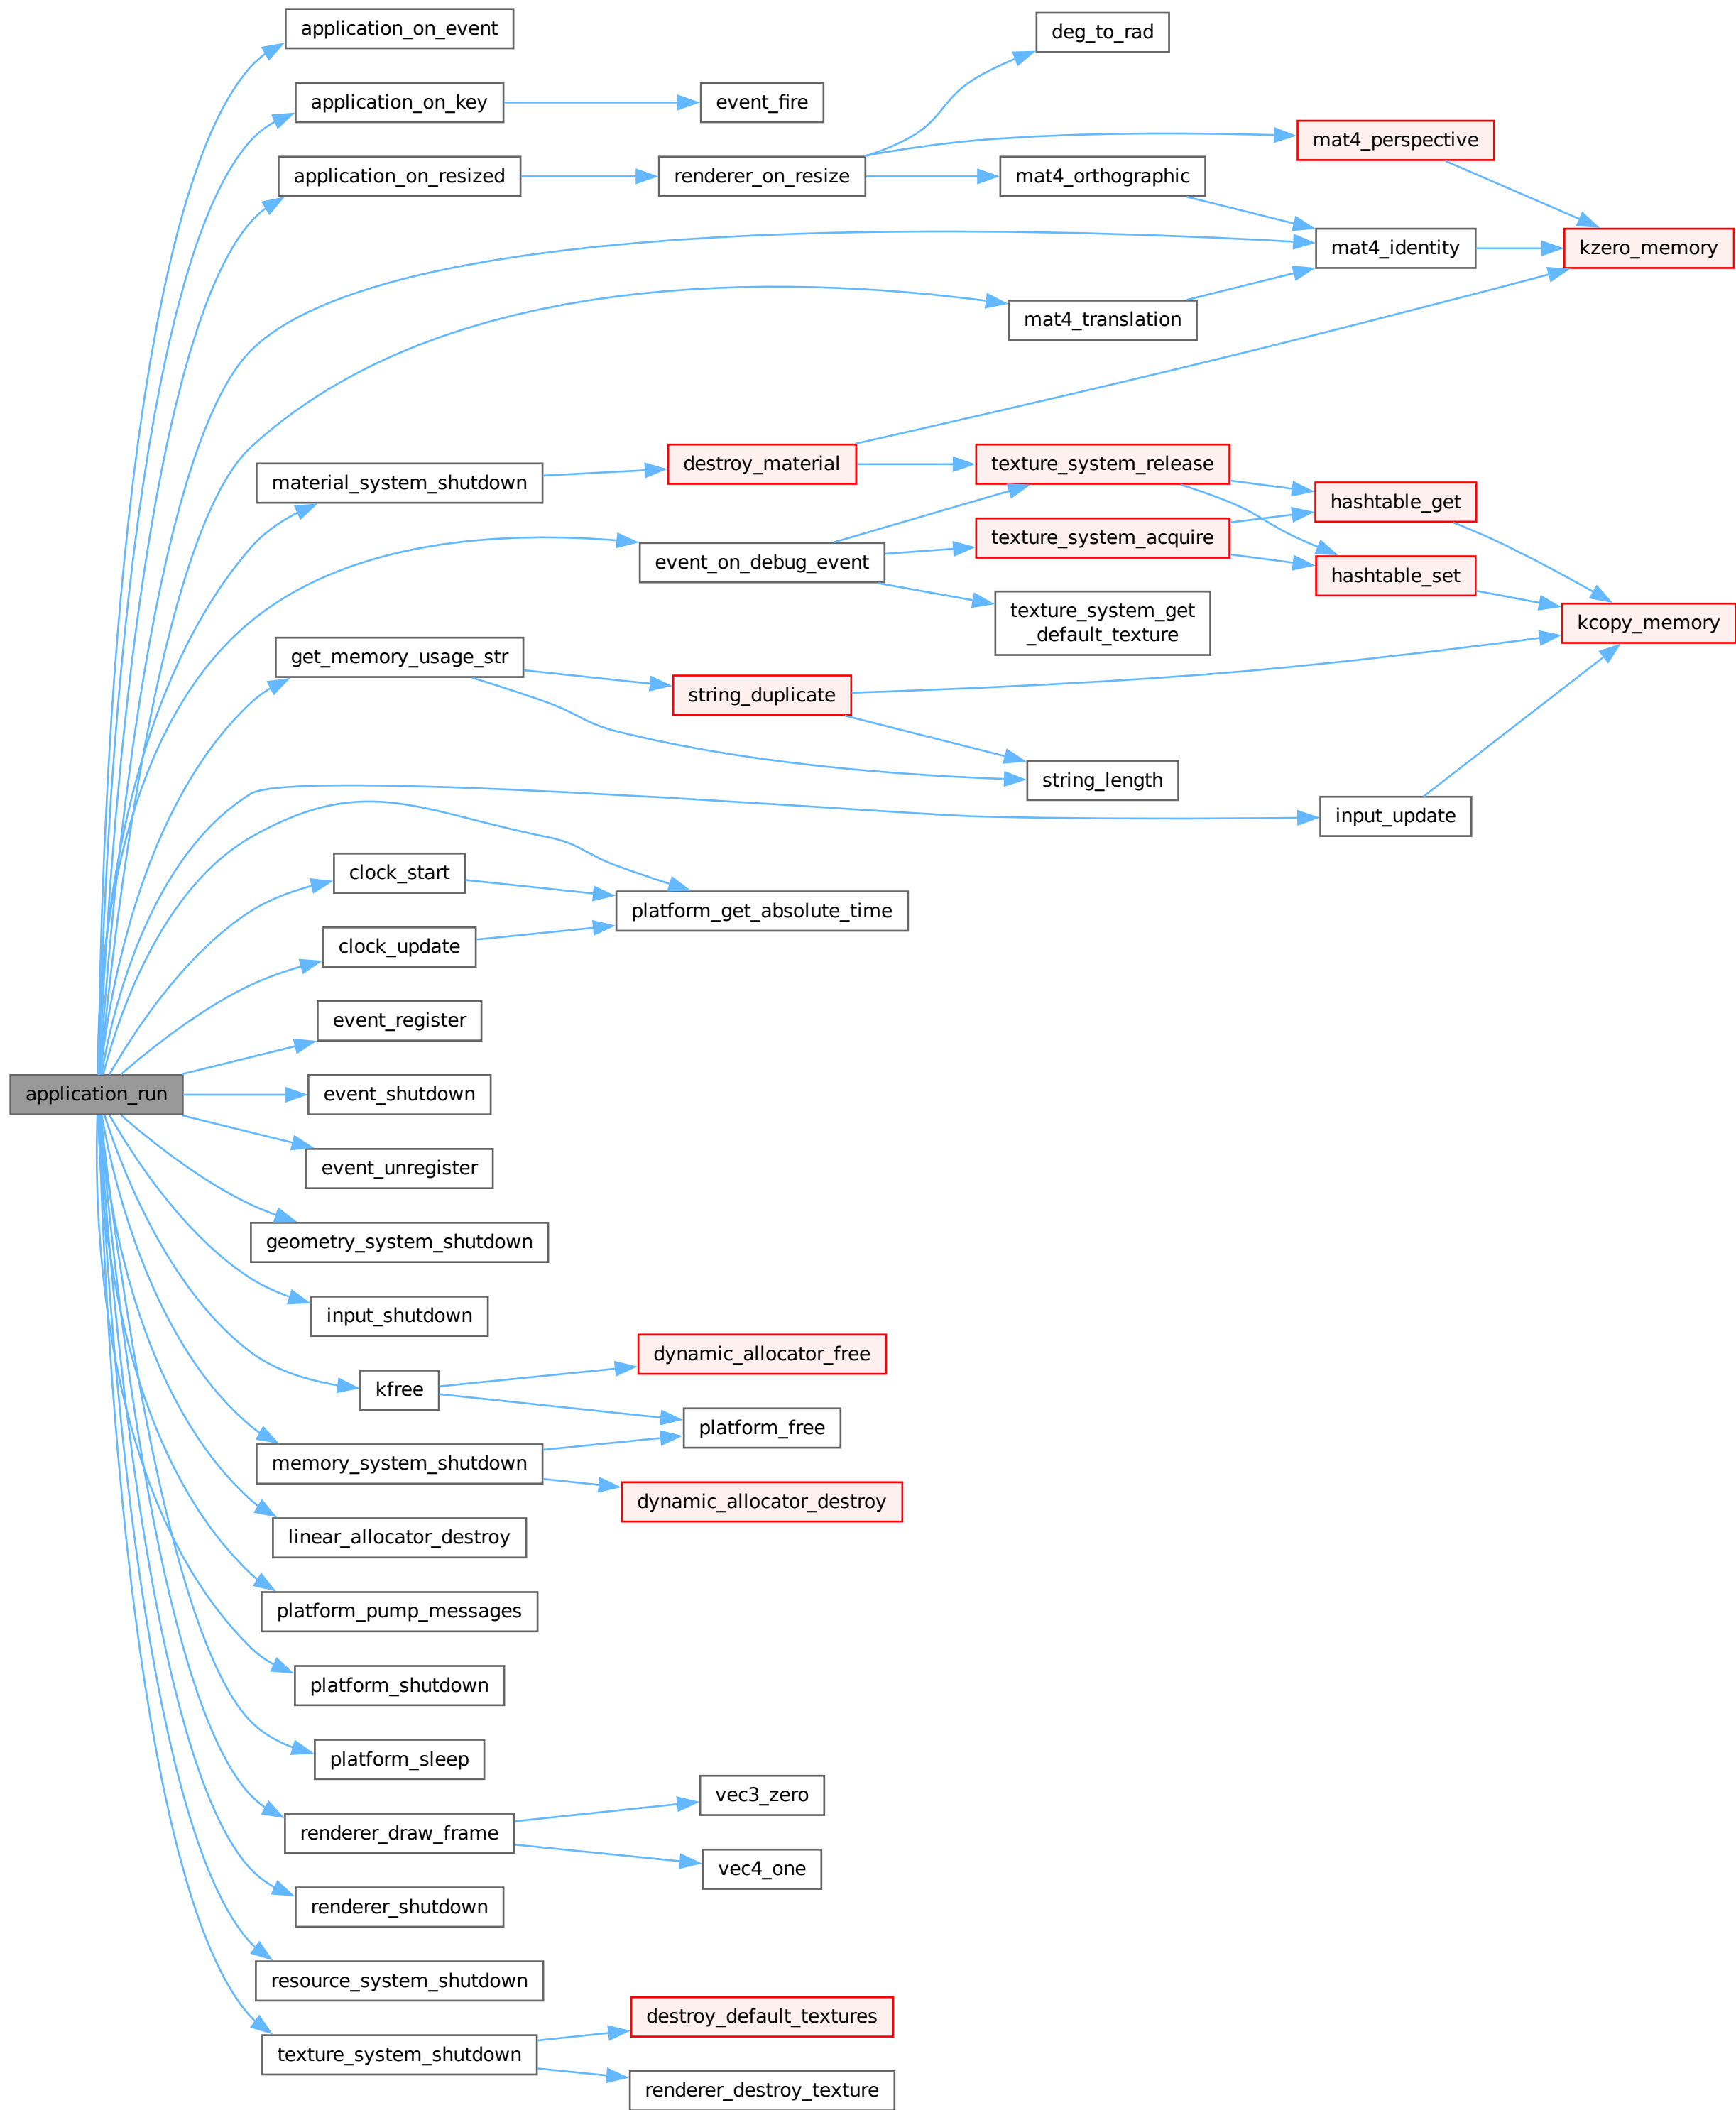 application_on_event
deg_to_rad
application_on_key
event_fire
mat4_perspective
application_on_resized
renderer_on_resize
mat4_orthographic
mat4_identity
kzero_memory
mat4_translation
material_system_shutdown
destroy_material
texture_system_release
hashtable_get
texture_system_acquire
event_on_debug_event
hashtable_set
texture_system_get
_default_texture
kcopy_memory
get_memory_usage_str
string_duplicate
string_length
input_update
clock_start
platform_get_absolute_time
clock_update
event_register
application_run
event_shutdown
event_unregister
geometry_system_shutdown
input_shutdown
dynamic_allocator_free
kfree
platform_free
memory_system_shutdown
dynamic_allocator_destroy
linear_allocator_destroy
platform_pump_messages
platform_shutdown
platform_sleep
vec3_zero
renderer_draw_frame
vec4_one
renderer_shutdown
resource_system_shutdown
destroy_default_textures
texture_system_shutdown
renderer_destroy_texture